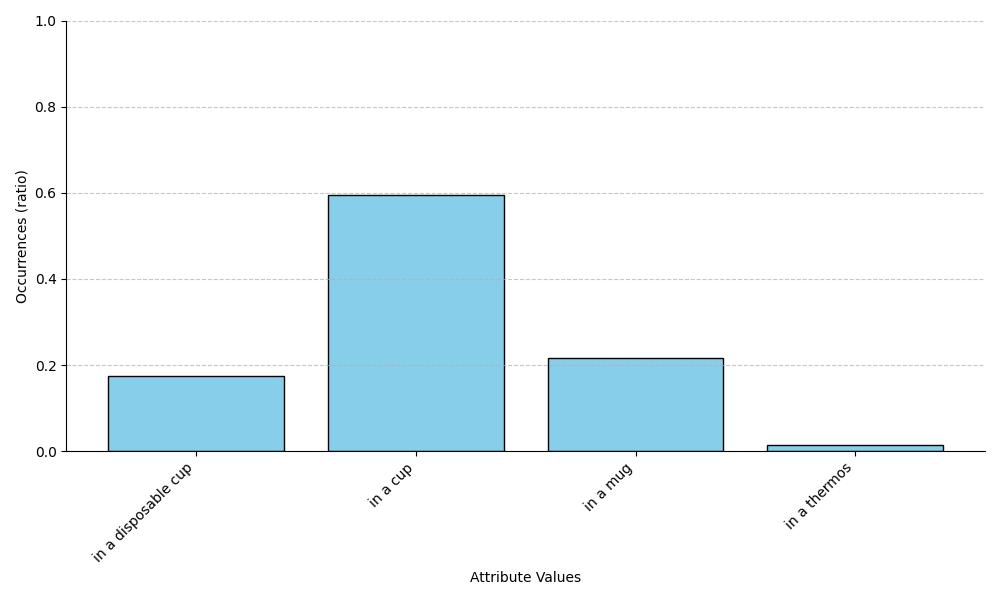 1.0
0.8
0.6
0.4
0.2
0.0
Occurrences (ratio)
in a disposable cup
in a cup
in a mug
in a thermos
Attribute Values